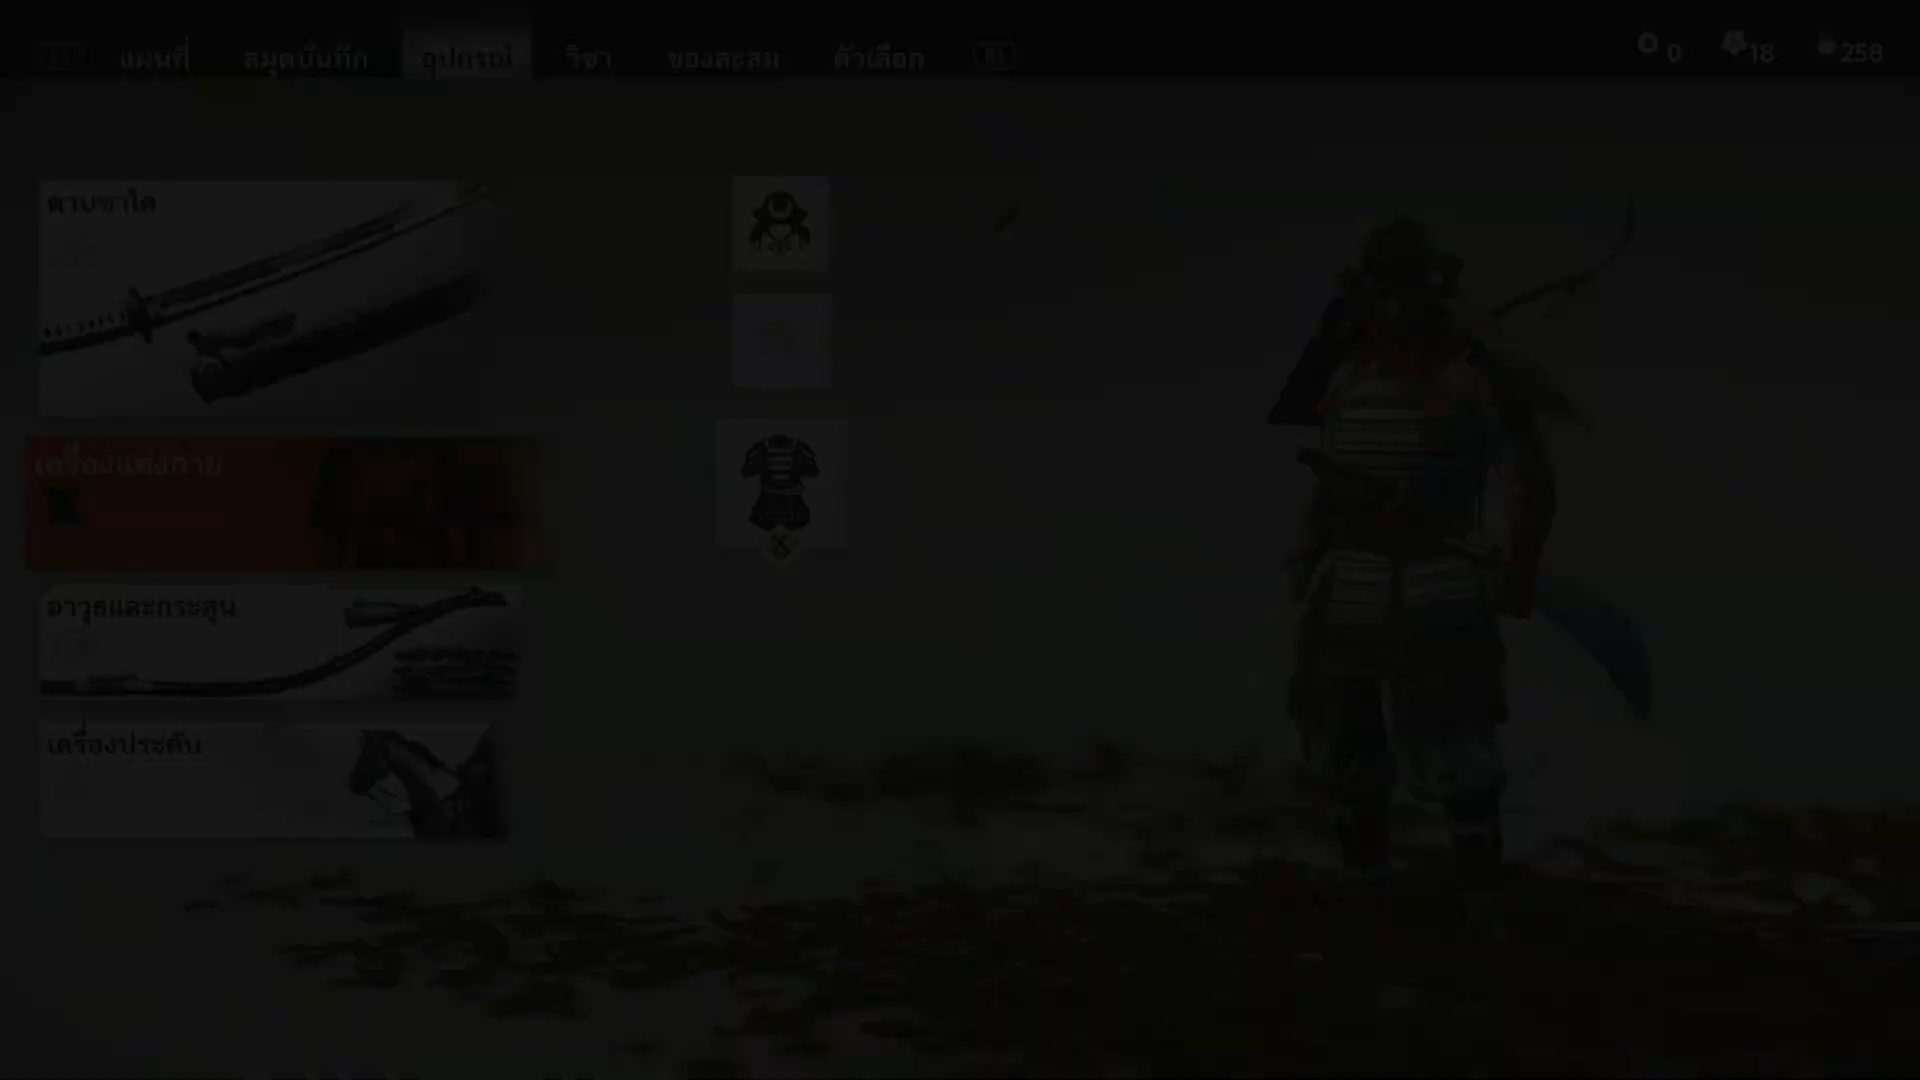 แผนที่ สมุดบันทึก อุปกรณ์ วิชา ของสะสม ตัวเลือก R1 0 18 258
ดาบซาไก
เครื่องแต่งกาย
อาวุธและกระสุน
เครื่องประดับ